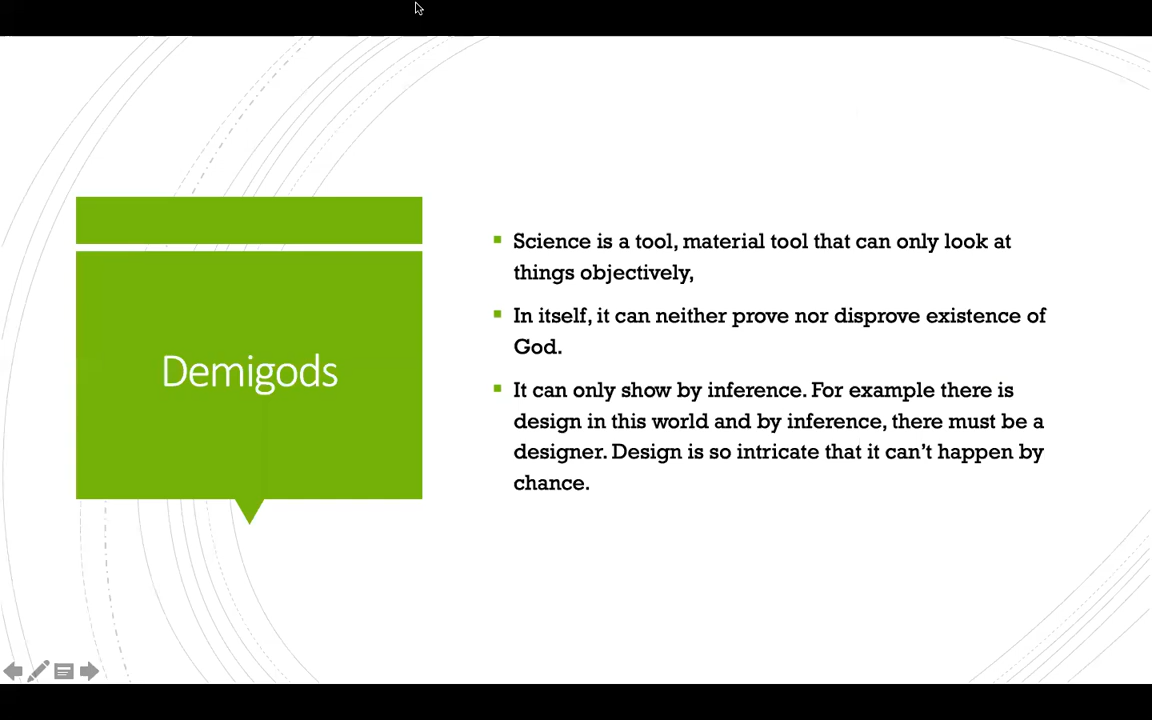 Demigods
Science is a tool, material tool that can only look at
things objectively,
In itself, it can neither prove nor disprove existence of
God.
It can only show by inference. For example there is
design in this world and by inference, there must be a
designer. Design is so intricate that it can’t happen by
chance.